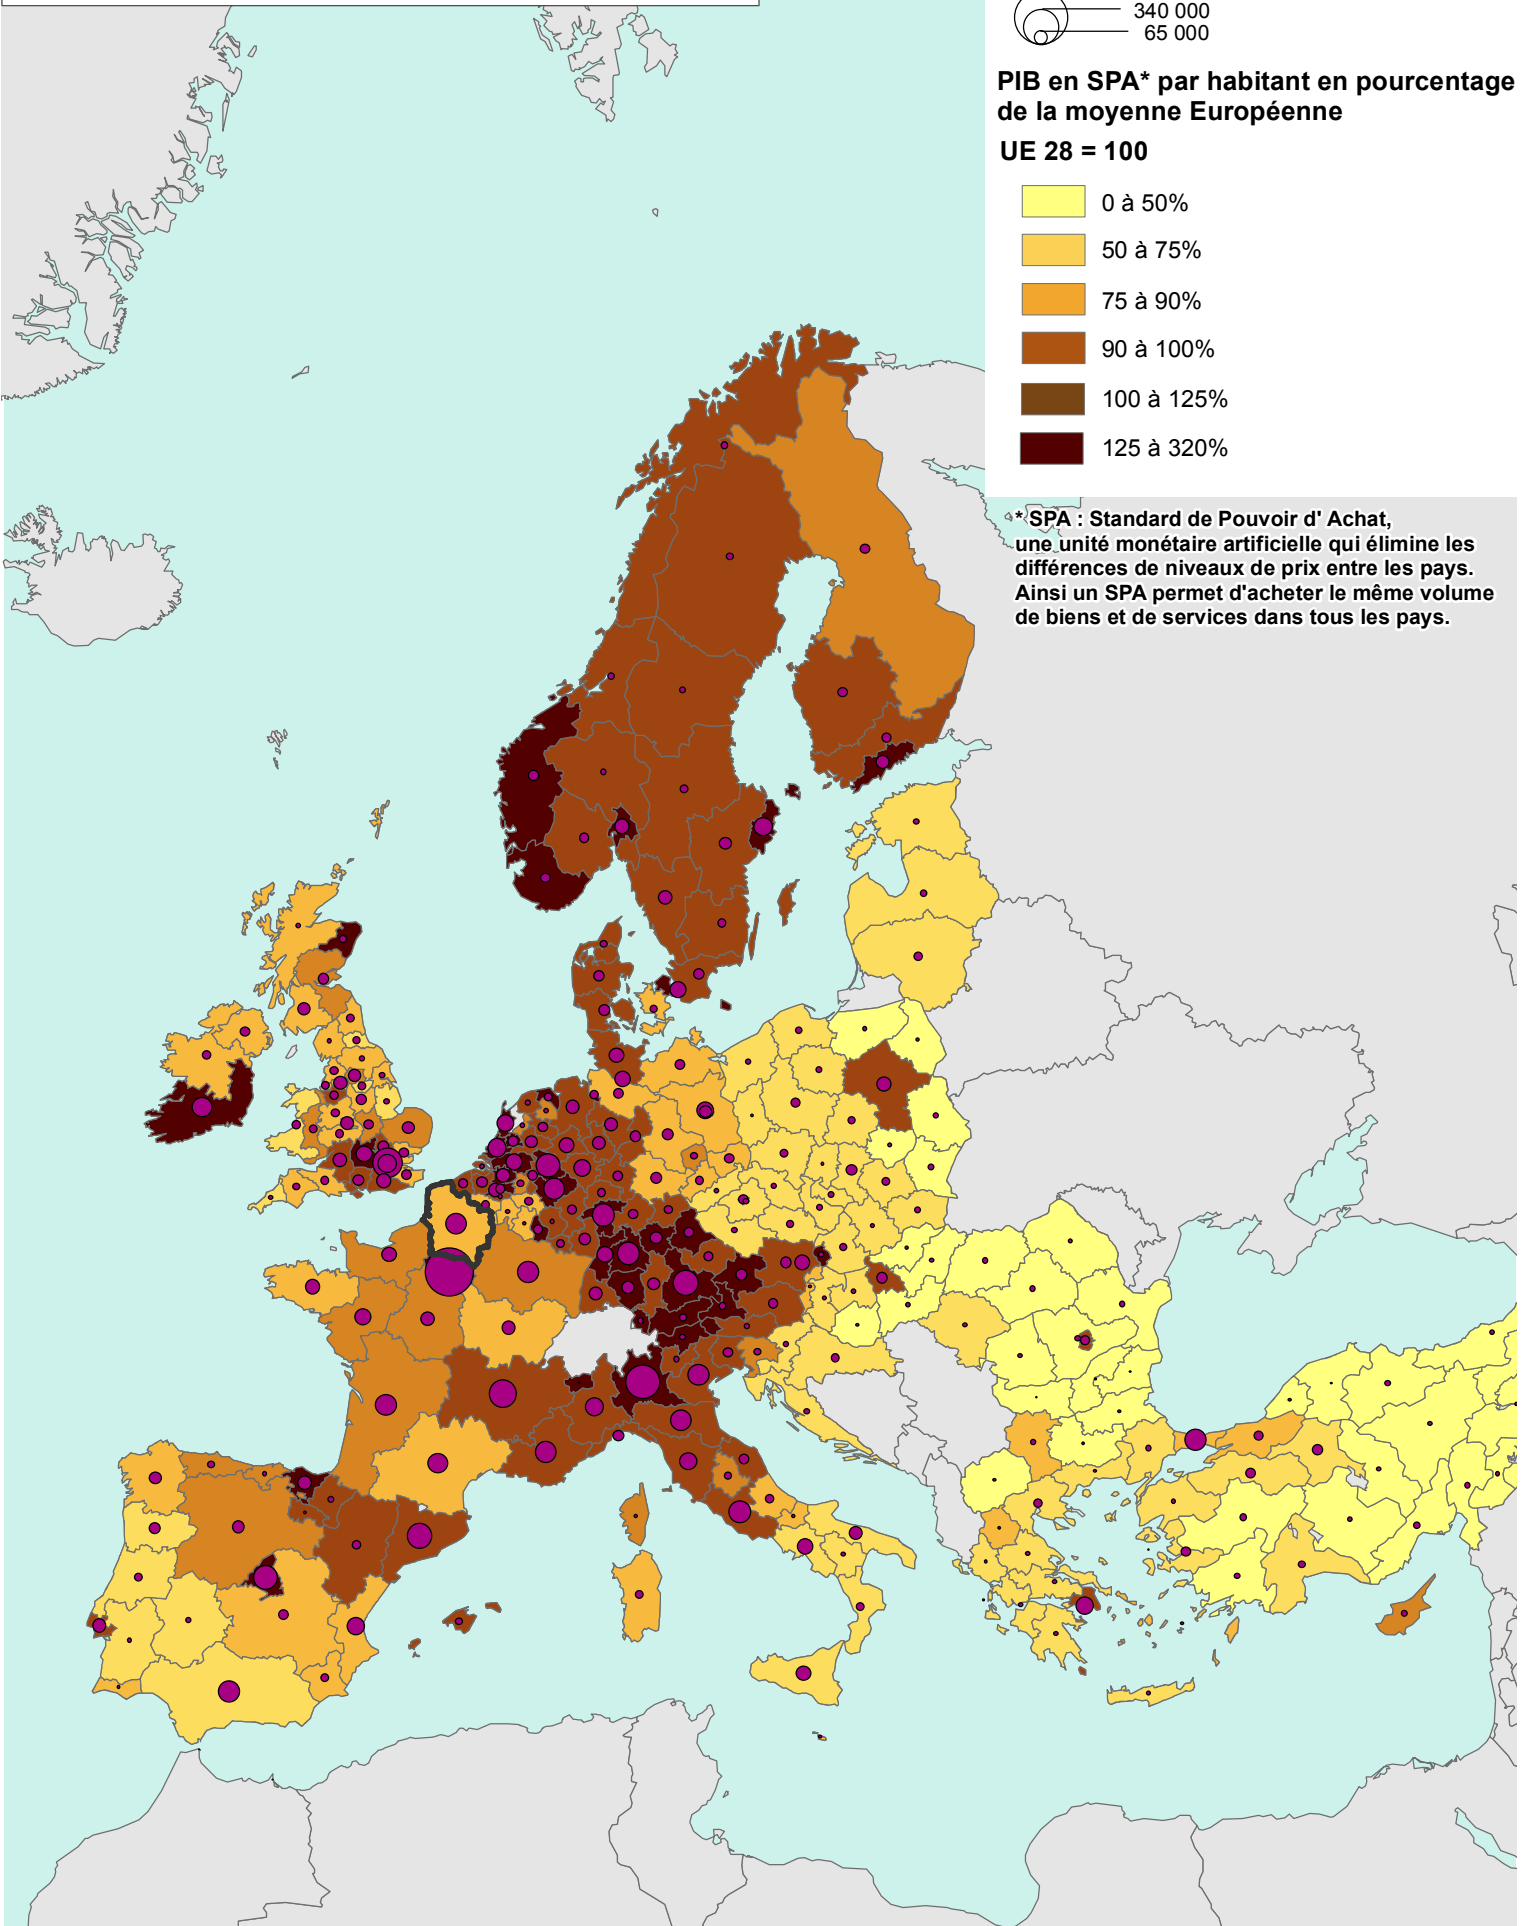 340 000
65 000
PIB en SPA* par habitant en pourcentage
de la moyenne Européenne
UE 28 = 100
0 à 50%
50 à 75%
75 à 90%
90 à 100%
100 à 125%
125 à 320%
* SPA : Standard de Pouvoir d' Achat,
une unité monétaire artificielle qui élimine les
différences de niveaux de prix entre les pays.
Ainsi un SPA permet d'acheter le même volume
de biens et de services dans tous les pays.